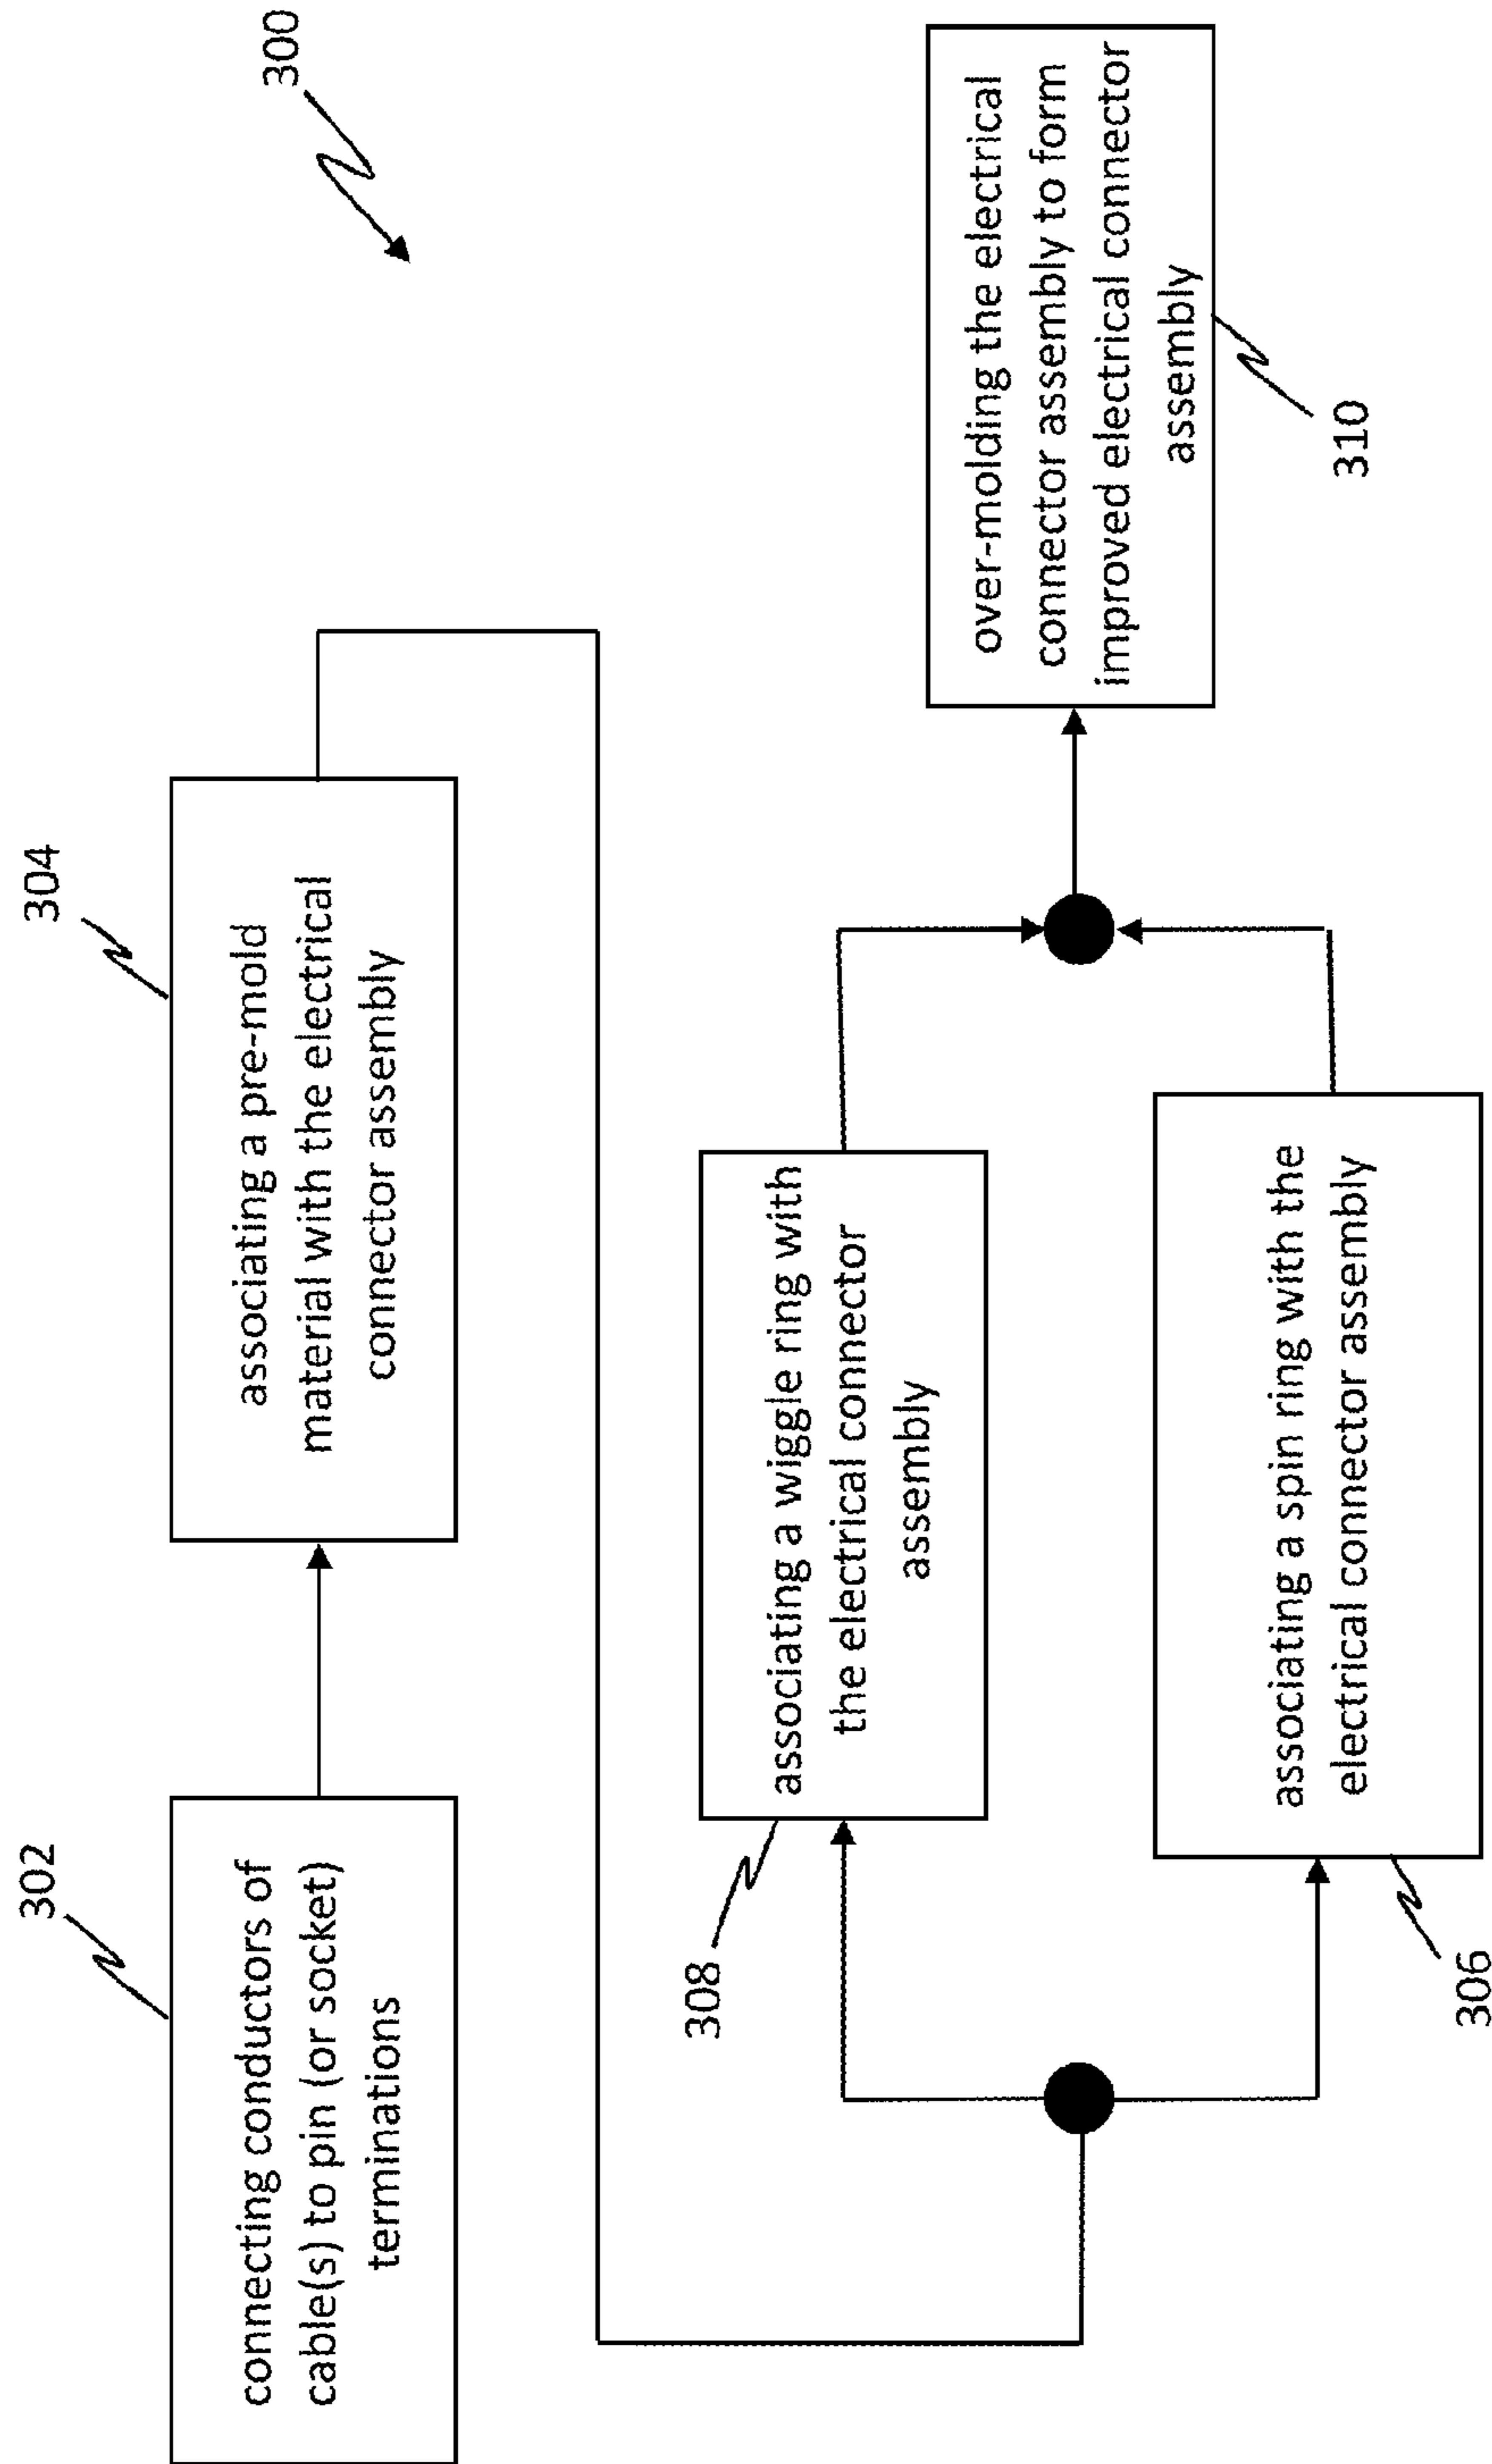 300
302
connecting conductors of
cable(s) to pin (or socket)
terminations
304
associating a pre-mold
material with the electrical
connector assembly
308
associating a wiggle ring with
the electrical connector
assembly
306
associating a spin ring with the
electrical connector assembly
over-molding the electrical
connector assembly to form
improved electrical connector
assembly
310